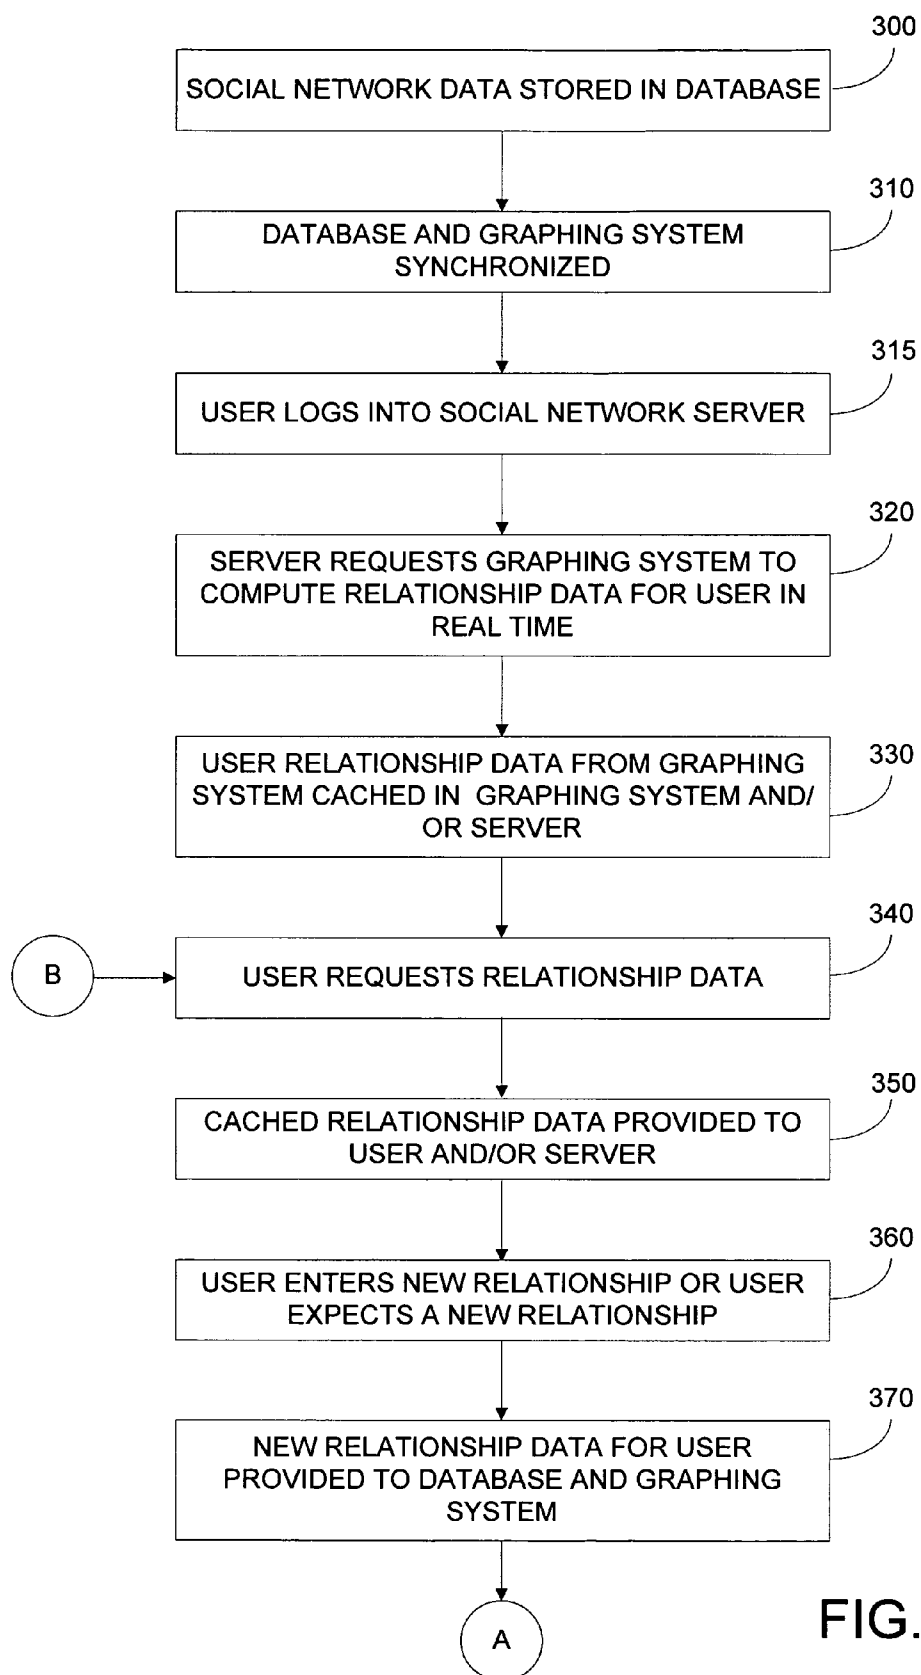 300
SOCIAL NETWORK DATA STORED IN DATABASE
310
DATABASE AND GRAPHING SYSTEM
SYNCHRONIZED
315
USER LOGS INTO SOCIAL NETWORK SERVER
320
SERVER REQUESTS GRAPHING SYSTEM TO
COMPUTE RELATIONSHIP DATA FOR USER IN
REAL TIME
330
USER RELATIONSHIP DATA FROM GRAPHING
SYSTEM CACHED IN GRAPHING SYSTEM AND/
OR SERVER
340
B
USER REQUESTS RELATIONSHIP DATA
350
CACHED RELATIONSHIP DATA PROVIDED TO
USER AND/OR SERVER
360
USER ENTERS NEW RELATIONSHIP OR USER
EXPECTS A NEW RELATIONSHIP
370
NEW RELATIONSHIP DATA FOR USER
PROVIDED TO DATABASE AND GRAPHING
SYSTEM
A
FIG.